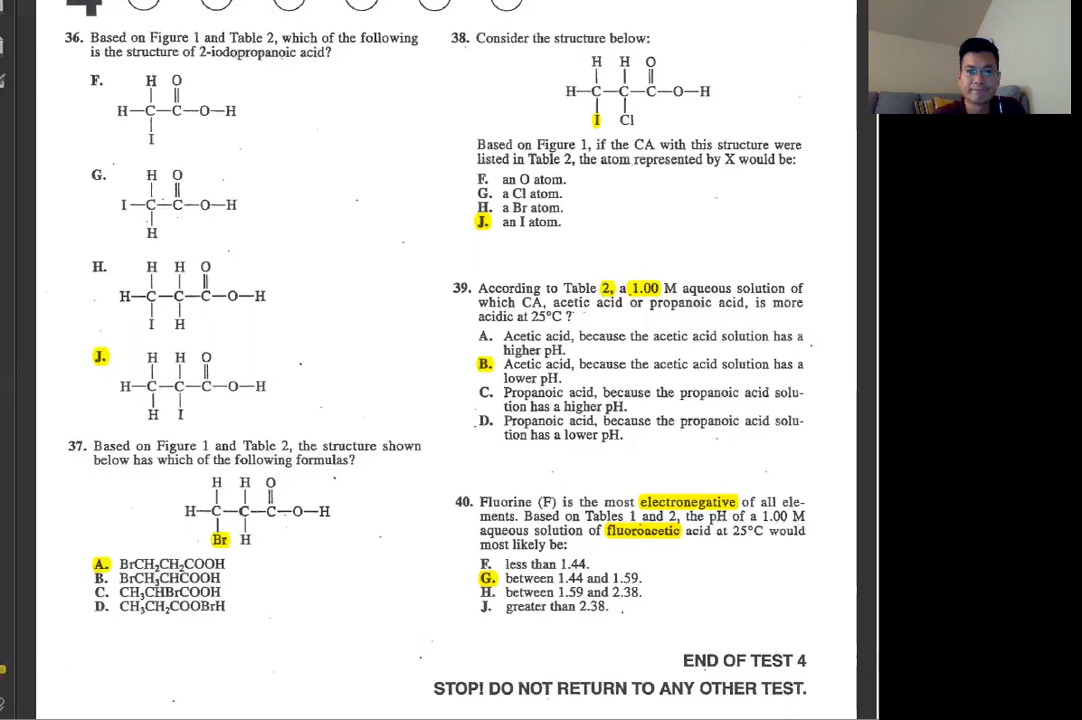 4
36. Based on Figure 1 and Table 2, which of the following
is the structure of 2-iodopropanoic acid?
F. H O
H—C—C—O—H
I
G. H O
I—C—C—O—H
H
H. H H O
H—C—C—C—O—H
I H
J. H H O
H—C—C—C—O—H
H I
37. Based on Figure 1 and Table 2, the structure shown
below has which of the following formulas?
H H O
H—C—C—C—O—H
Br H
A. BrCH₂CH₂COOH
B. BrCH₃CHCOOH
C. CH₃CHBrCOOH
D. CH₃CH₂COOBrH
38. Consider the structure below:
H H O
H—C—C—C—O—H
I Cl
Based on Figure 1, if the CA with this structure were
listed in Table 2, the atom represented by X would be:
F. an O atom.
G. a Cl atom.
H. a Br atom.
J. an I atom.
39. According to Table 2, a 1.00 M aqueous solution of
which CA, acetic acid or propanoic acid, is more
acidic at 25°C ?
A. Acetic acid, because the acetic acid solution has a
higher pH.
B. Acetic acid, because the acetic acid solution has a
lower pH.
C. Propanoic acid, because the propanoic acid solu-
tion has a higher pH.
D. Propanoic acid, because the propanoic acid solu-
tion has a lower pH.
40. Fluorine (F) is the most electronegative of all ele-
ments. Based on Tables 1 and 2, the pH of a 1.00 M
aqueous solution of fluoroacetic acid at 25°C would
most likely be:
F. less than 1.44.
G. between 1.44 and 1.59.
H. between 1.59 and 2.38.
J. greater than 2.38.
END OF TEST 4
STOP! DO NOT RETURN TO ANY OTHER TEST.